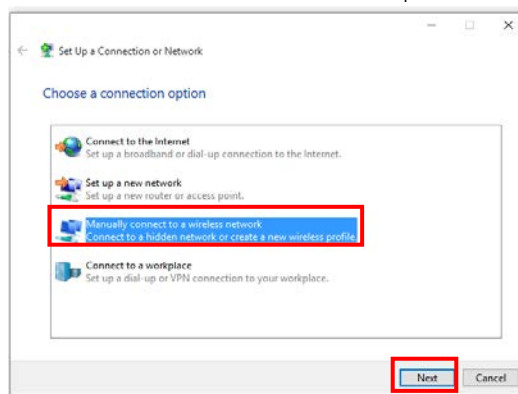 Set Up a Connection or Network
Choose a connection option
Connect to the Internet
Set up a broadband or dial-up connection to the Internet.
Set up a new network
Set up a new router or access point.
Manually connect to a wireless network
Connect to a hidden network or create a new wireless profile.
Connect to a workplace
Set up a dial-up or VPN connection to your workplace.
Next Cancel